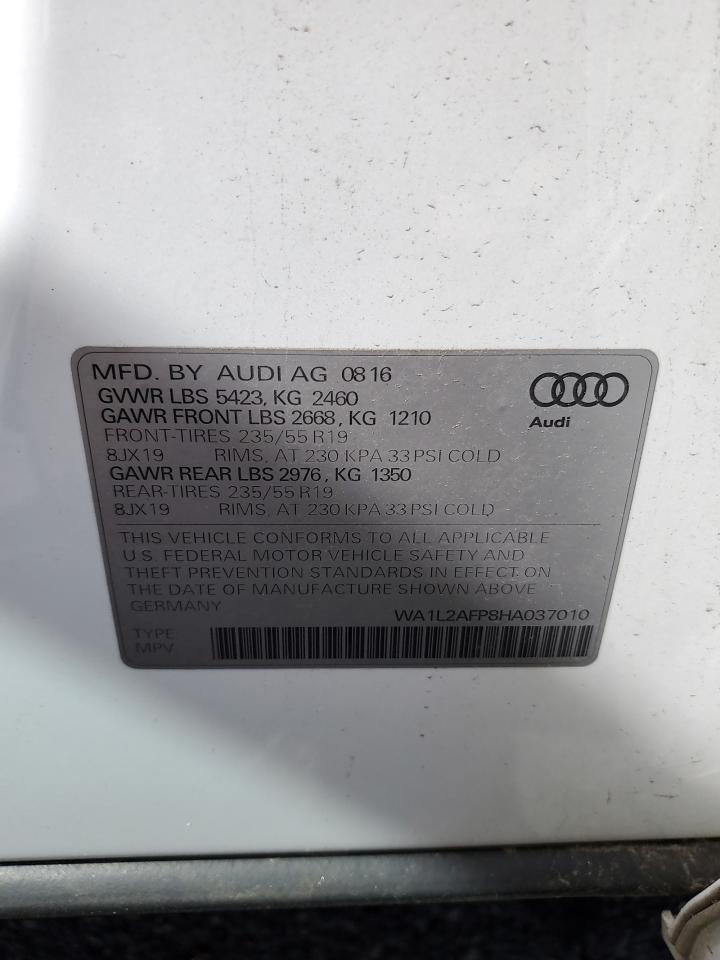 MFD. BY AUDI AG 08 16
GVWR LBS 5423, KG 2460
GAWR FRONT LBS 2668, KG 1210
FRONT-TIRES 235/55 R19
8JX19 RIMS, AT 230 KPA 33 PSI COLD
GAWR REAR LBS 2976, KG 1350
REAR-TIRES 235/55 R19
8JX19 RIMS, AT 230 KPA 33 PSI COLD
Audi
THIS VEHICLE CONFORMS TO ALL APPLICABLE
U.S. FEDERAL MOTOR VEHICLE SAFETY AND
THEFT PREVENTION STANDARDS IN EFFECT ON
THE DATE OF MANUFACTURE SHOWN ABOVE
GERMANY
WA1L2AFP8HA037010
TYPE
MPV